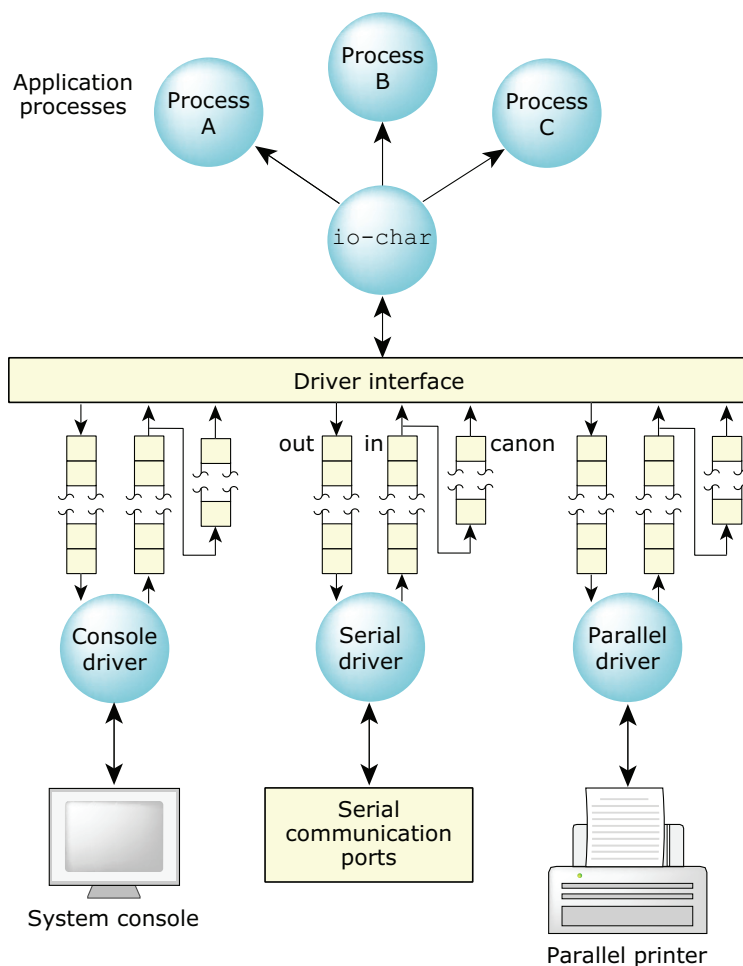 Application
processes
Process
A
Process
B
Process
C
io-char
Driver interface
out
in
canon
Console
driver
Serial
driver
Parallel
driver
Serial
communication
ports
System console
Parallel printer